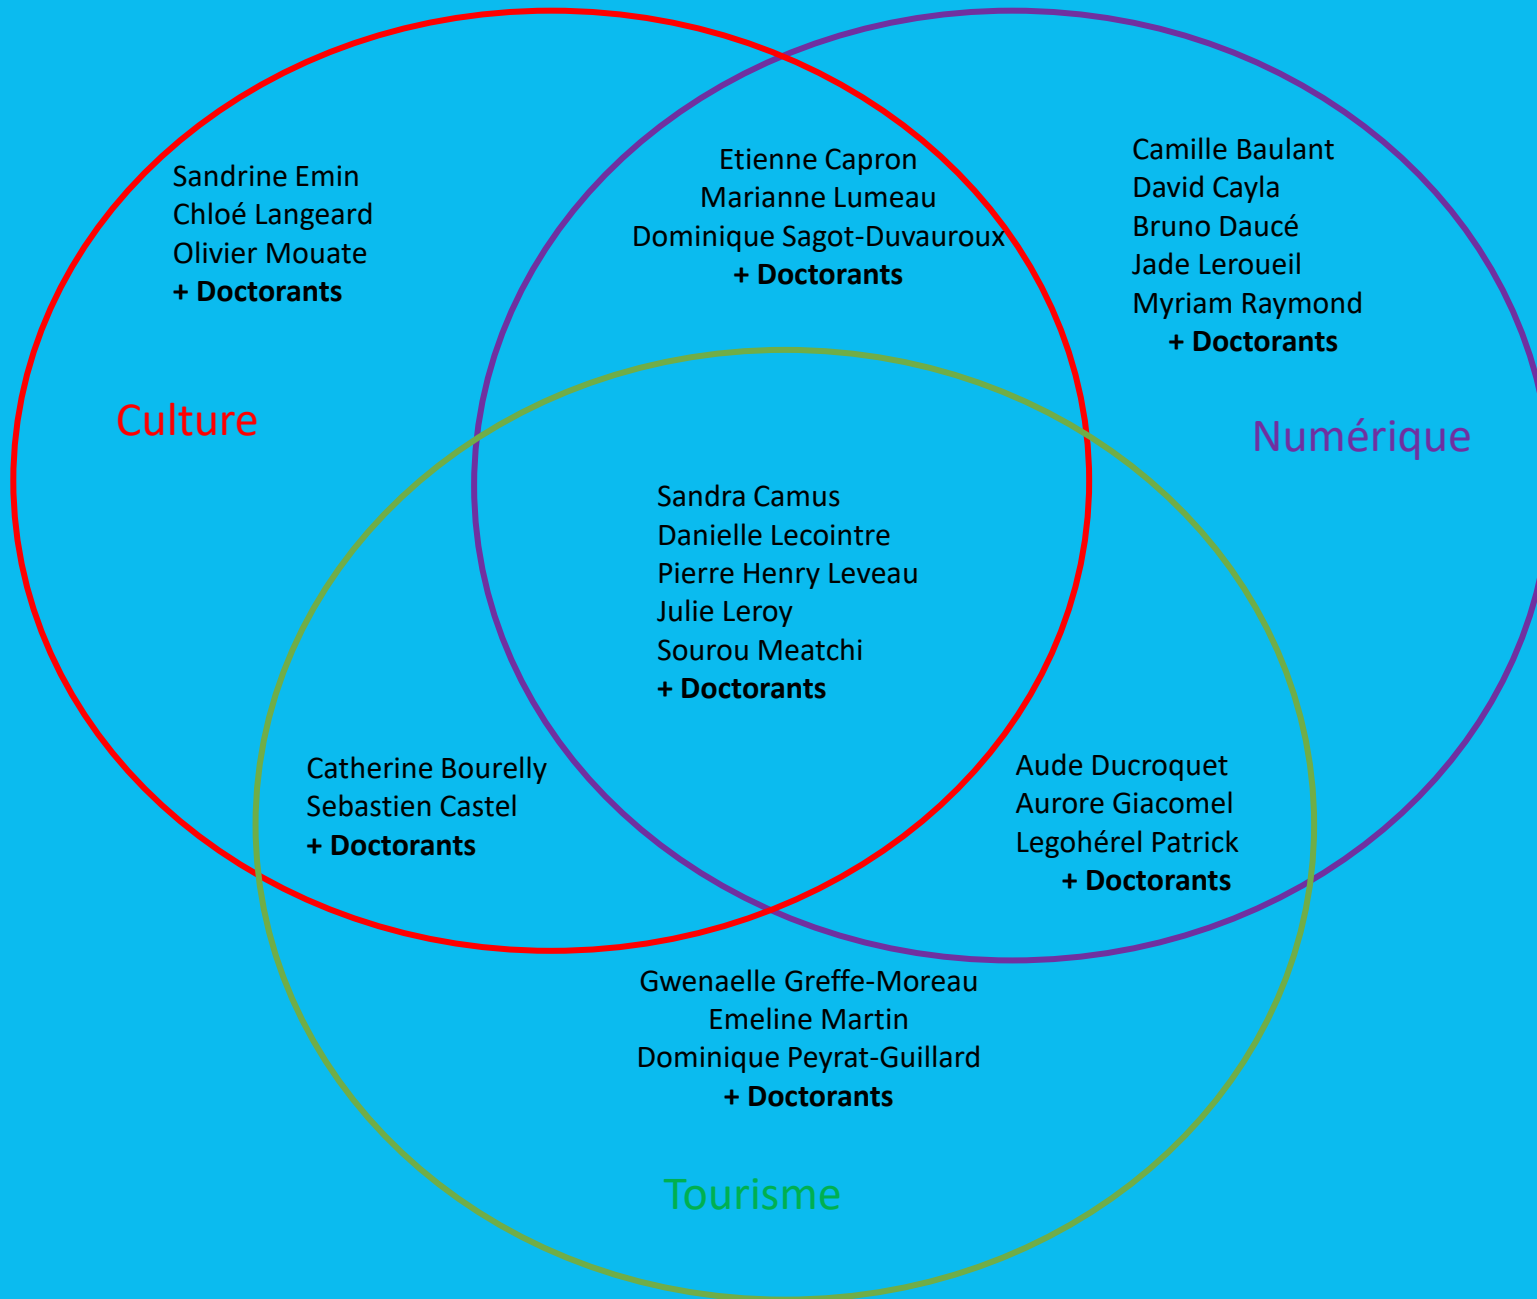 Sandrine Emin
Chloé Langeard
Olivier Mouate
+ Doctorants
Etienne Capron
Marianne Lumeau
Dominique Sagot-Duvauroux
+ Doctorants
Camille Baulant
David Cayla
Bruno Daucé
Jade Leroueil
Myriam Raymond
+ Doctorants
Culture
Numérique
Sandra Camus
Danielle Lecointre
Pierre Henry Leveau
Julie Leroy
Sourou Meatchi
+ Doctorants
Catherine Bourelly
Sebastien Castel
+ Doctorants
Aude Ducroquet
Aurore Giacomel
Legohérel Patrick
+ Doctorants
Gwenaelle Greffe-Moreau
Emeline Martin
Dominique Peyrat-Guillard
+ Doctorants
Tourisme